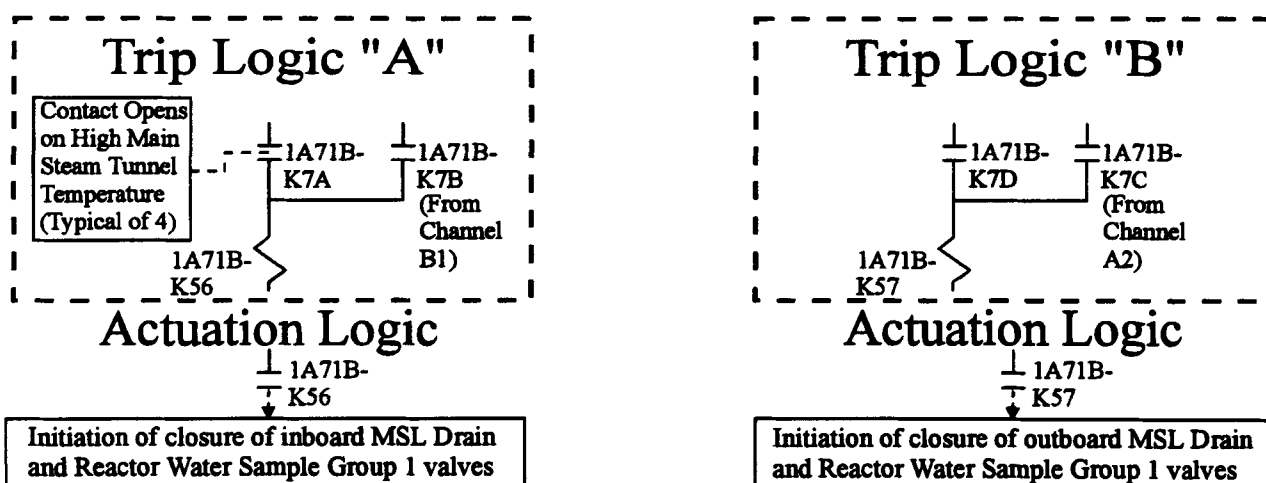 Trip Logic "A"
Contact Opens
on High Main
Steam Tunnel
Temperature
(Typical of 4)
1A71B-
K7A
1A71B-
K7B
(From
Channel
B1)
1A71B-
K56
Actuation Logic
1A71B-
K56
Initiation of closure of inboard MSL Drain
and Reactor Water Sample Group 1 valves
Trip Logic "B"
1A71B-
K7D
1A71B-
K7C
(From
Channel
A2)
1A71B-
K57
Actuation Logic
1A71B-
K57
Initiation of closure of outboard MSL Drain
and Reactor Water Sample Group 1 valves